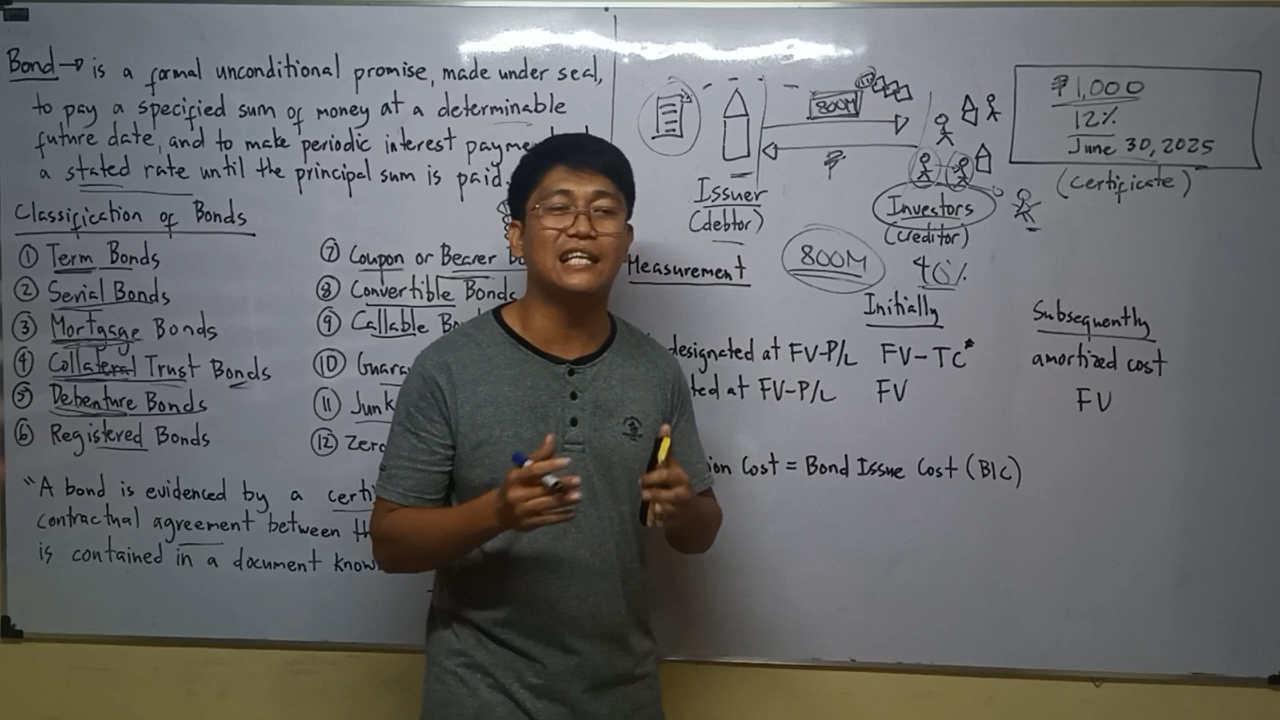 Bond → is a formal unconditional promise, made under seal,
to pay a specified sum of money at a determinable
future date, and to make periodic interest
a stated rate until the principal sum is paid.
Classification of Bonds
① Term Bonds
② Serial Bonds
③ Mortgage Bonds
④ Collateral Trust Bonds
⑤ Debenture Bonds
⑥ Registered Bonds
⑦ Coupon or Bearer
⑧ Convertible Bonds
⑨ Callable
⑩
⑪ Junk
⑫ Zero
"A bond is evidenced by a
contractual agreement between
is contained in a document
800M
₱
Issuer
(debtor)
Investors
(creditor)
₱1,000
12%
June 30, 2025
(certificate)
Measurement
800M
40%
Initially
Subsequently
designated at FV-P/L FV-TC* amortized cost
at FV-P/L FV FV
Cost = Bond Issue Cost (BIC)